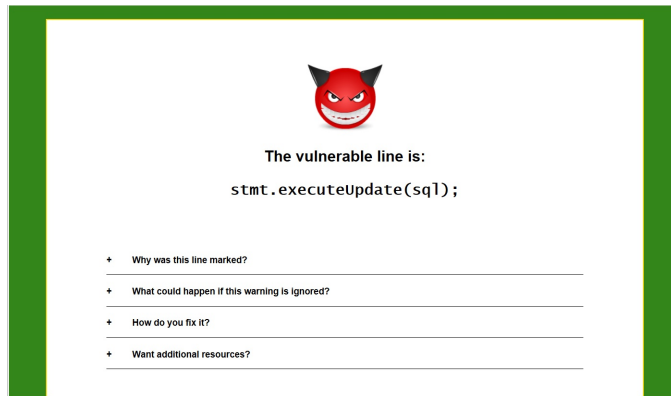 The vulnerable line is:
stmt.executeUpdate(sql);
+ Why was this line marked?
+ What could happen if this warning is ignored?
+ How do you fix it?
+ Want additional resources?